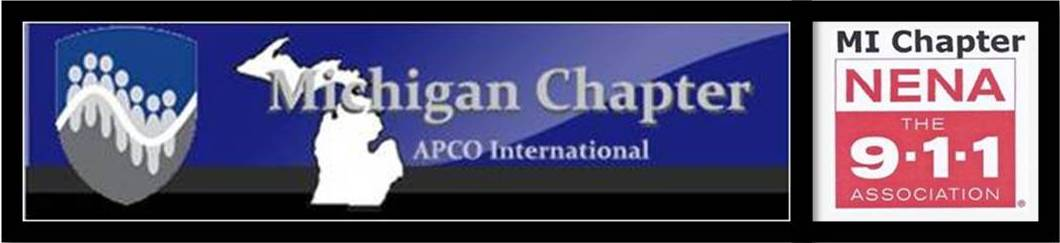 Michigan Chapter
APCO International
MI Chapter
NENA
THE
9·1·1
ASSOCIATION
®